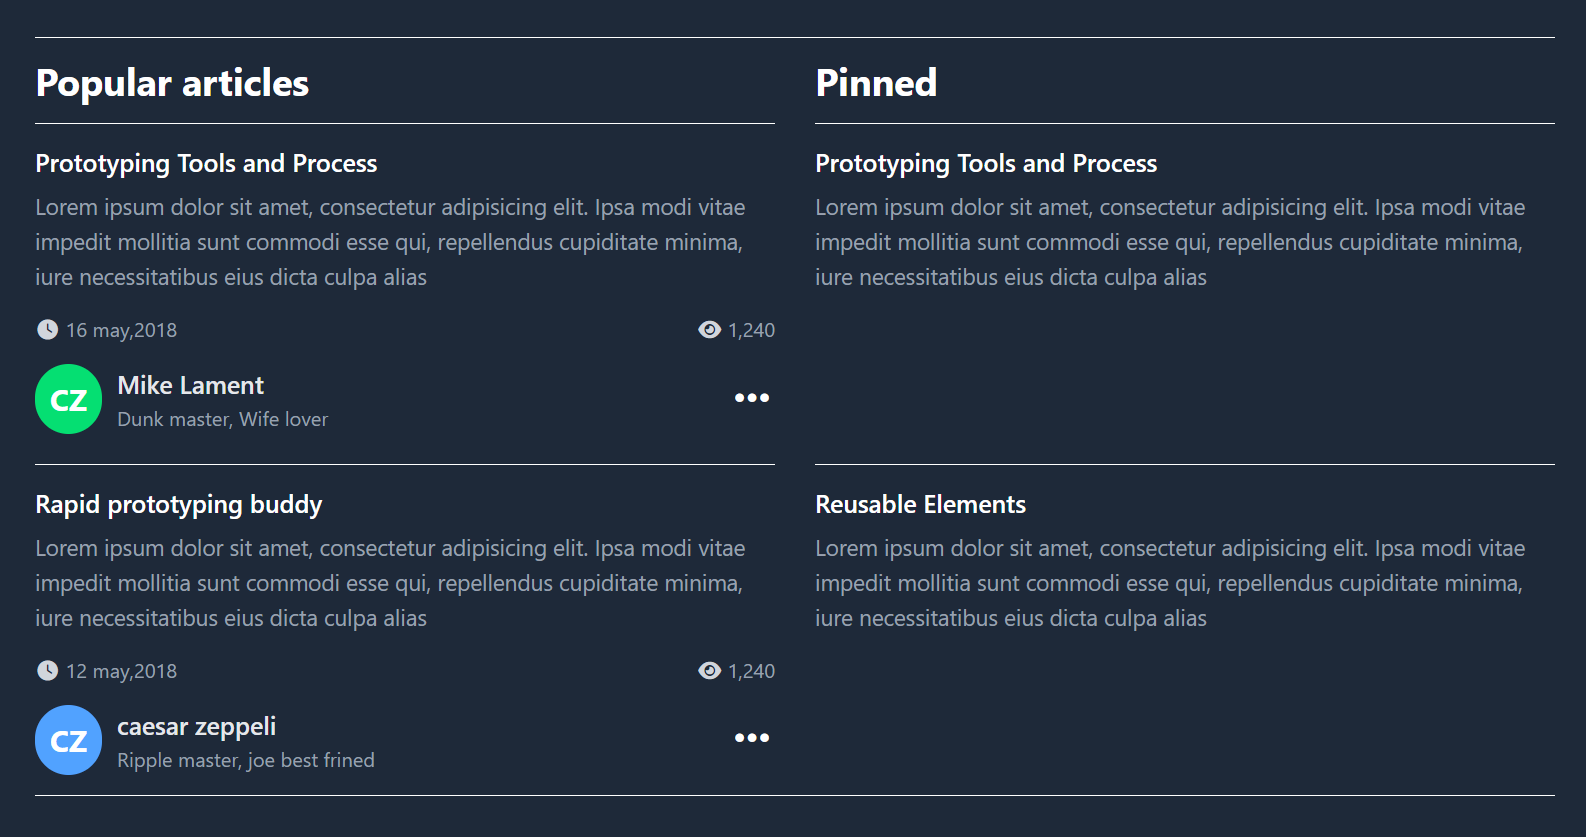 Popular articles
Prototyping Tools and Process
Lorem ipsum dolor sit amet, consectetur adipisicing elit. Ipsa modi vitae
impedit mollitia sunt commodi esse qui, repellendus cupiditate minima,
iure necessitatibus eius dicta culpa alias
16 may,2018
1,240
CZ
Mike Lament
Dunk master, Wife lover
•••
Rapid prototyping buddy
Lorem ipsum dolor sit amet, consectetur adipisicing elit. Ipsa modi vitae
impedit mollitia sunt commodi esse qui, repellendus cupiditate minima,
iure necessitatibus eius dicta culpa alias
12 may,2018
1,240
CZ
caesar zeppeli
Ripple master, joe best frined
•••
Pinned
Prototyping Tools and Process
Lorem ipsum dolor sit amet, consectetur adipisicing elit. Ipsa modi vitae
impedit mollitia sunt commodi esse qui, repellendus cupiditate minima,
iure necessitatibus eius dicta culpa alias
Reusable Elements
Lorem ipsum dolor sit amet, consectetur adipisicing elit. Ipsa modi vitae
impedit mollitia sunt commodi esse qui, repellendus cupiditate minima,
iure necessitatibus eius dicta culpa alias